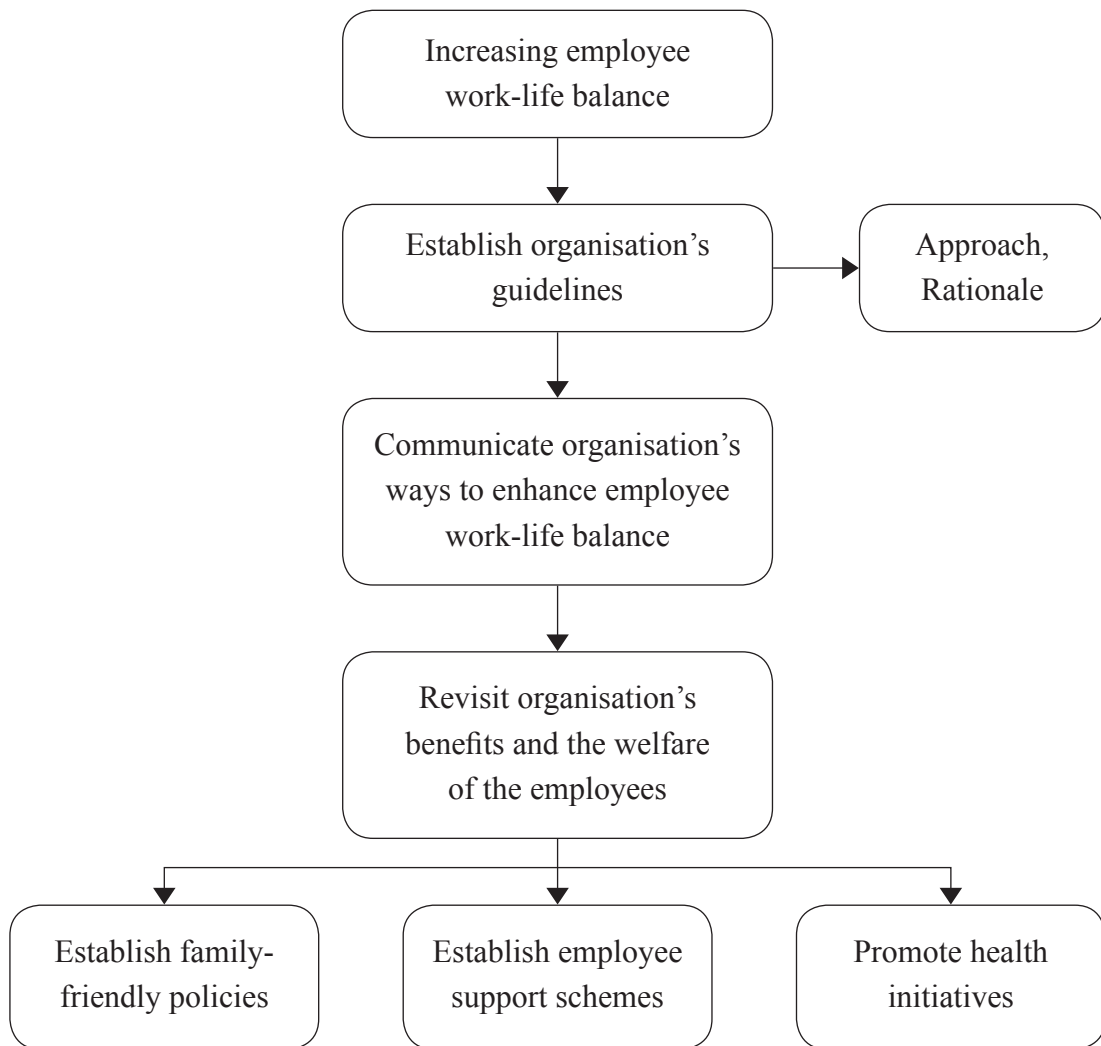 Increasing employee
work-life balance
Establish organisation’s
guidelines
Approach,
Rationale
Communicate organisation’s
ways to enhance employee
work-life balance
Revisit organisation’s
benefits and the welfare
of the employees
Establish family-
friendly policies
Establish employee
support schemes
Promote health
initiatives